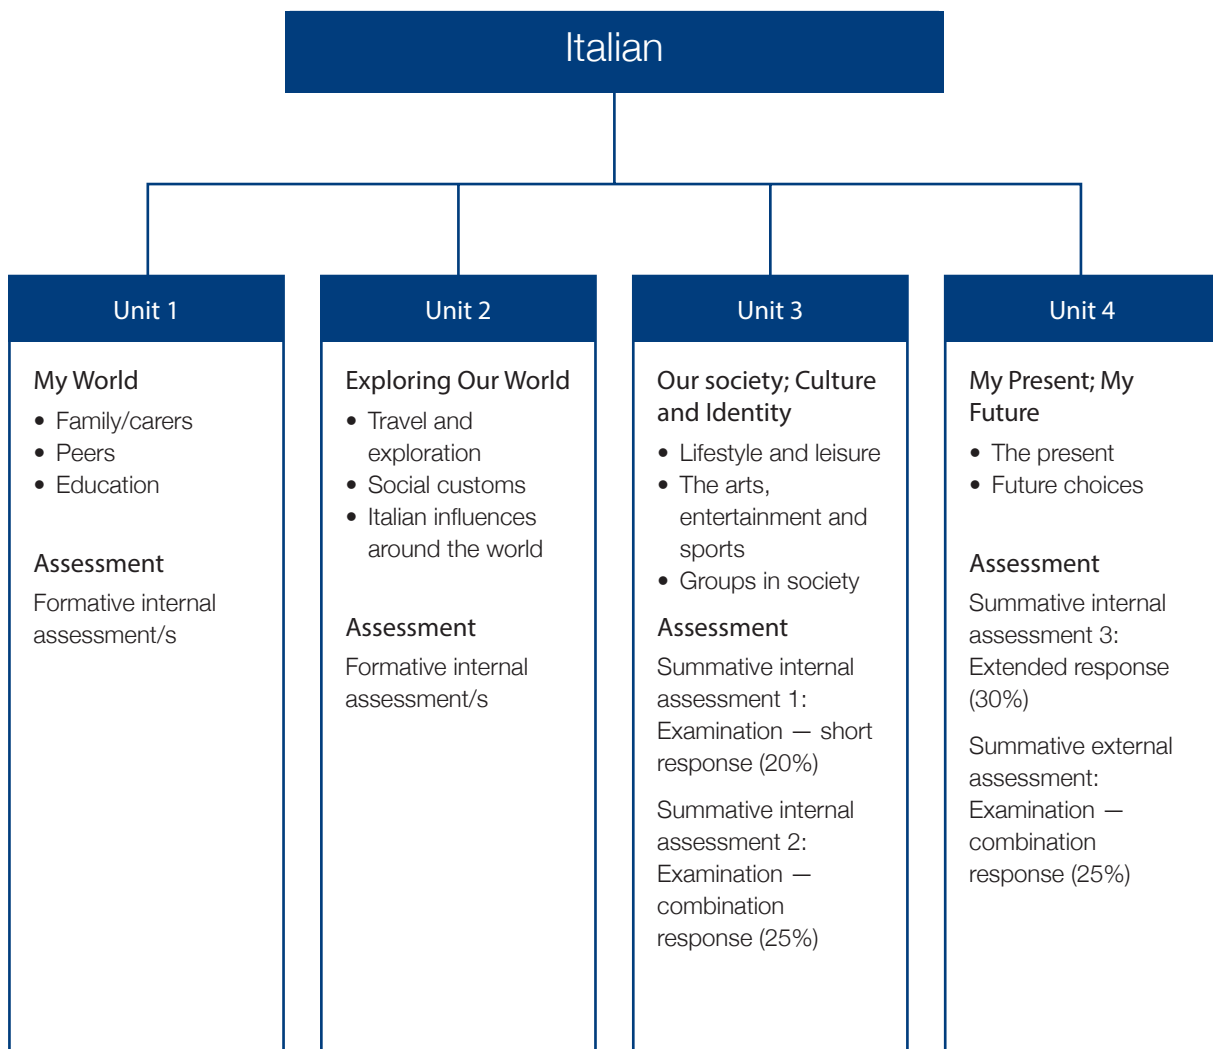 Italian
Unit 1
My World
• Family/carers
• Peers
• Education
Assessment
Formative internal
assessment/s
Unit 2
Exploring Our World
• Travel and
exploration
• Social customs
• Italian influences
around the world
Assessment
Formative internal
assessment/s
Unit 3
Our society; Culture
and Identity
• Lifestyle and leisure
• The arts,
entertainment and
sports
• Groups in society
Assessment
Summative internal
assessment 1:
Examination — short
response (20%)
Summative internal
assessment 2:
Examination —
combination
response (25%)
Unit 4
My Present; My
Future
• The present
• Future choices
Assessment
Summative internal
assessment 3:
Extended response
(30%)
Summative external
assessment:
Examination —
combination
response (25%)